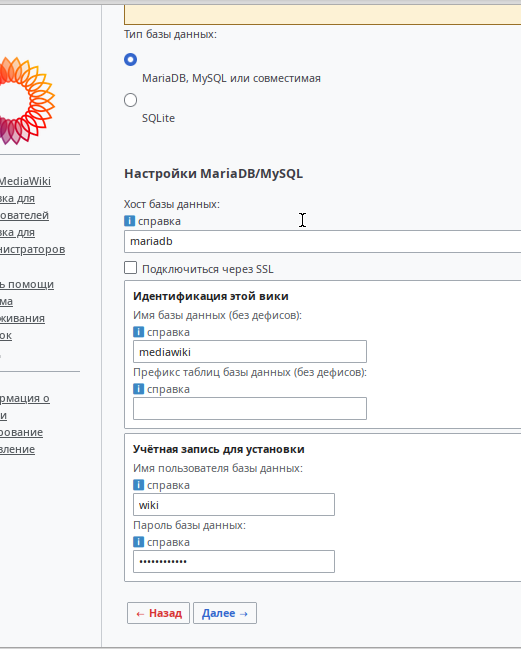 Тип базы данных:
MariaDB, MySQL или совместимая
SQLite
Настройки MariaDB/MySQL
Хост базы данных:
i справка
mariadb
Подключиться через SSL
Идентификация этой вики
Имя базы данных (без дефисов):
i справка
mediawiki
Префикс таблиц базы данных (без дефисов):
i справка
Учётная запись для установки
Имя пользователя базы данных:
i справка
wiki
Пароль базы данных:
i справка
••••••••••••
← Назад
Далее →
MediaWiki
вка для
ователей
вка для
нистраторов
ь помощи
ма
живания
ок
рмация о
и
рование
вление